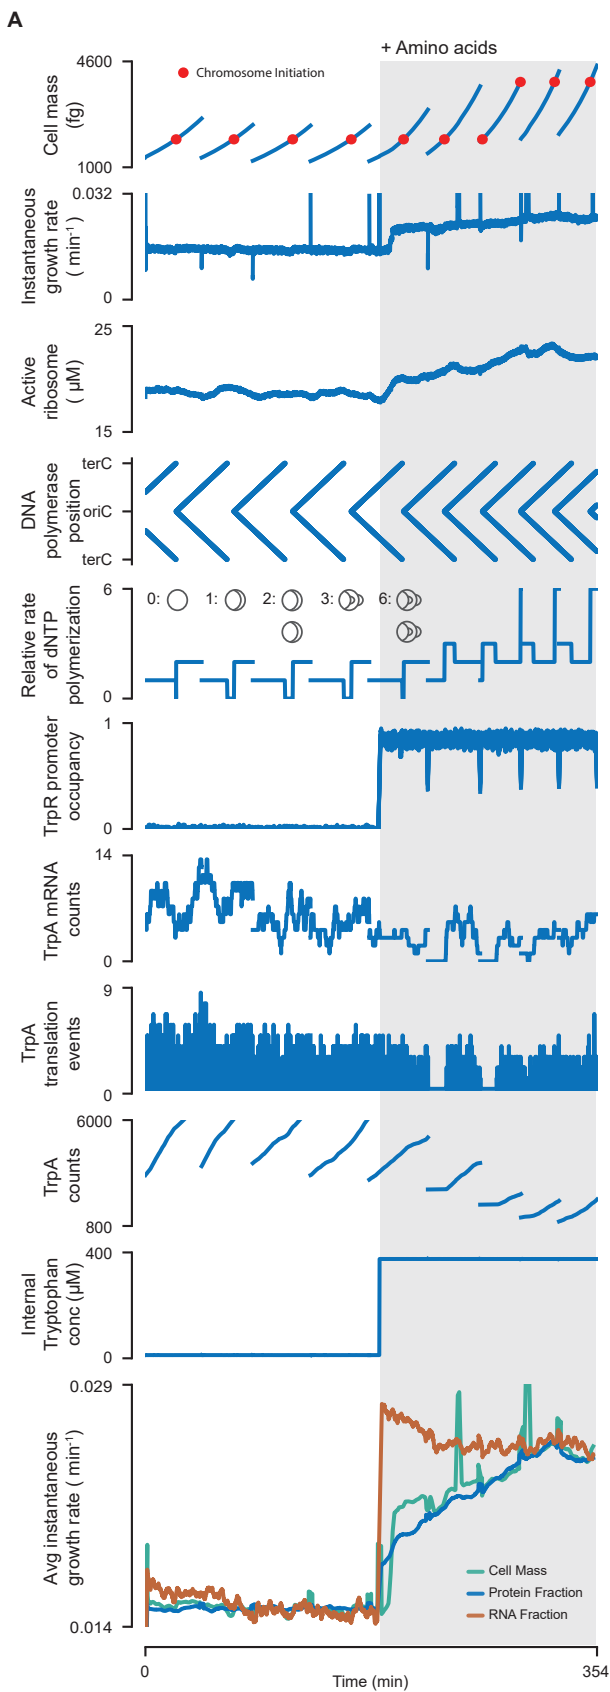 A
+ Amino acids
4600
Cell mass
(fg)
1000
Chromosome Initiation
0.032
Instantaneous
growth rate
( min⁻¹)
0
25
Active
ribosome
( µM)
15
terC
DNA
polymerase
position
oriC
terC
6
Relative rate
of dNTP
polymerization
0
0:
1:
2:
3:
6:
1
TrpR promoter
occupancy
0
14
TrpA mRNA
counts
0
9
TrpA
translation
events
0
6000
TrpA
counts
800
400
Internal
Tryptophan
conc (µM)
0
0.029
Avg instantaneous
growth rate ( min⁻¹)
0.014
Cell Mass
Protein Fraction
RNA Fraction
0
Time (min)
354